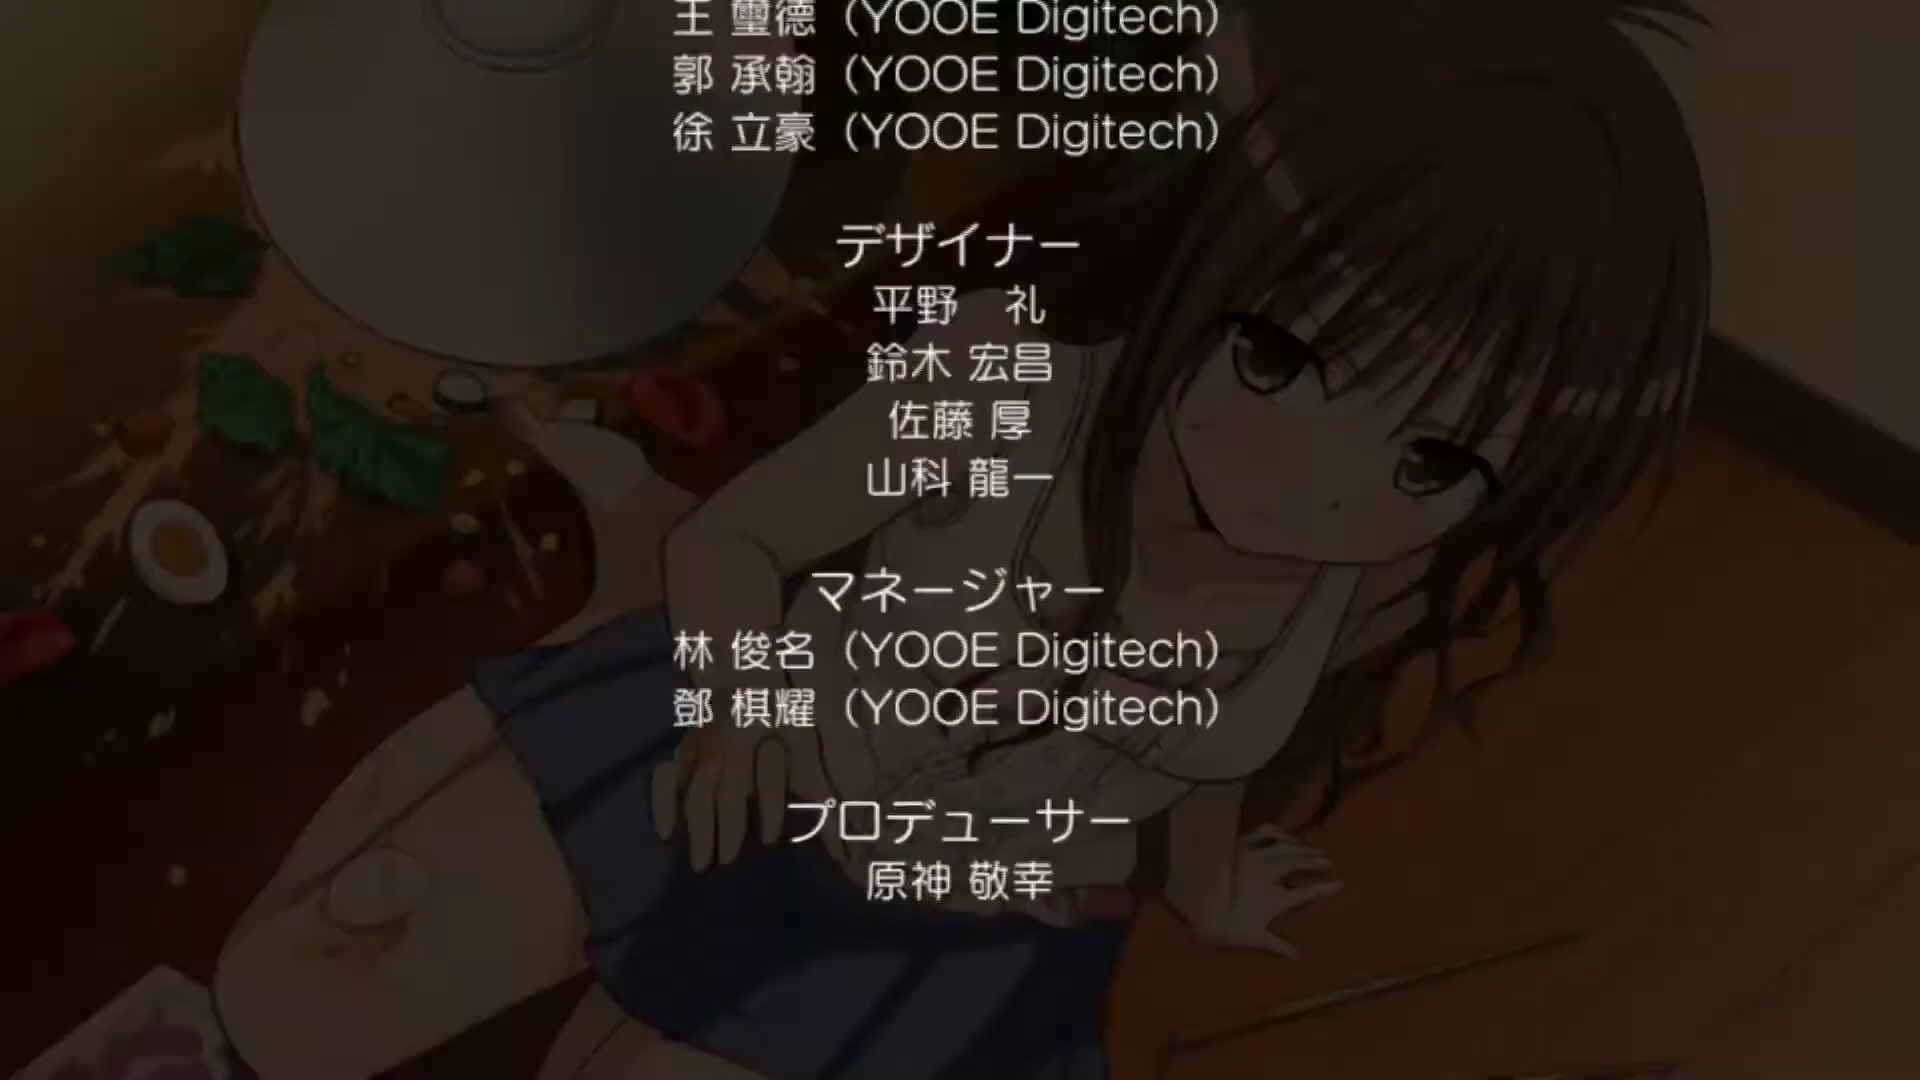 王 璽德（YOOE Digitech）
郭 承翰（YOOE Digitech）
徐 立豪（YOOE Digitech）
デザイナー
平野　礼
鈴木 宏昌
佐藤 厚
山科 龍一
マネージャー
林 俊名（YOOE Digitech）
鄧 棋耀（YOOE Digitech）
プロデューサー
原神 敬幸